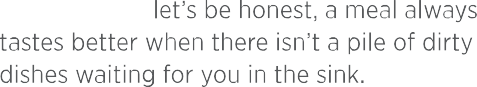 let's be honest, a meal always
tastes better when there isn't a pile of dirty
dishes waiting for you in the sink.